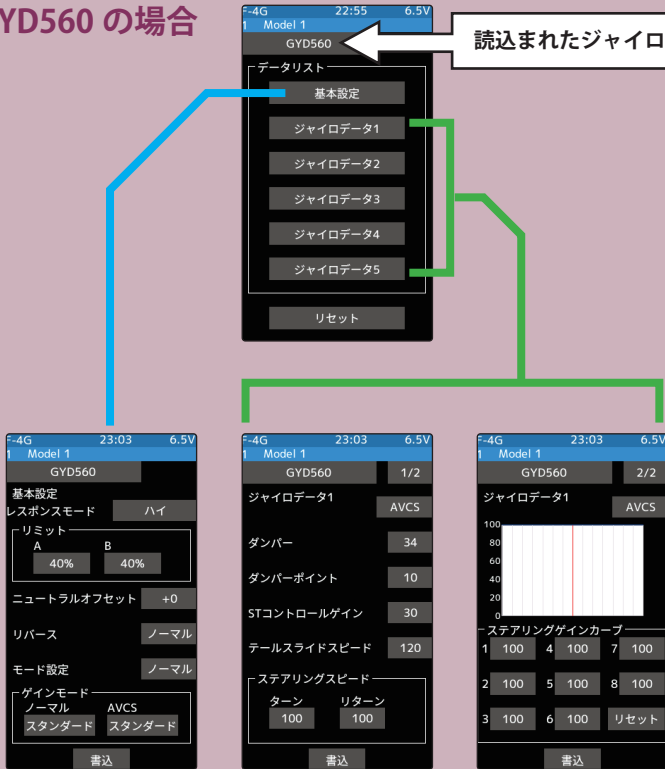 YD560 の場合
F-4G 22:55 6.5V
1 Model 1
GYD560
読込まれたジャイロ
データリスト
基本設定
ジャイロデータ1
ジャイロデータ2
ジャイロデータ3
ジャイロデータ4
ジャイロデータ5
リセット
F-4G 23:03 6.5V
1 Model 1
GYD560
基本設定
レスポンスモード ハイ
リミット
A B
40% 40%
ニュートラルオフセット +0
リバース ノーマル
モード設定 ノーマル
ゲインモード
ノーマル AVCS
スタンダード スタンダード
書込
F-4G 23:03 6.5V
1 Model 1
GYD560 1/2
ジャイロデータ1
AVCS
ダンパー 34
ダンパーポイント 10
STコントロールゲイン 30
テールスライドスピード 120
ステアリングスピード
ターン リターン
100 100
書込
F-4G 23:03 6.5V
1 Model 1
GYD560 2/2
ジャイロデータ1
AVCS
100
80
60
40
20
0
ステアリングゲインカーブ
1 100 4 100 7 100
2 100 5 100 8 100
3 100 6 100 リセット
書込